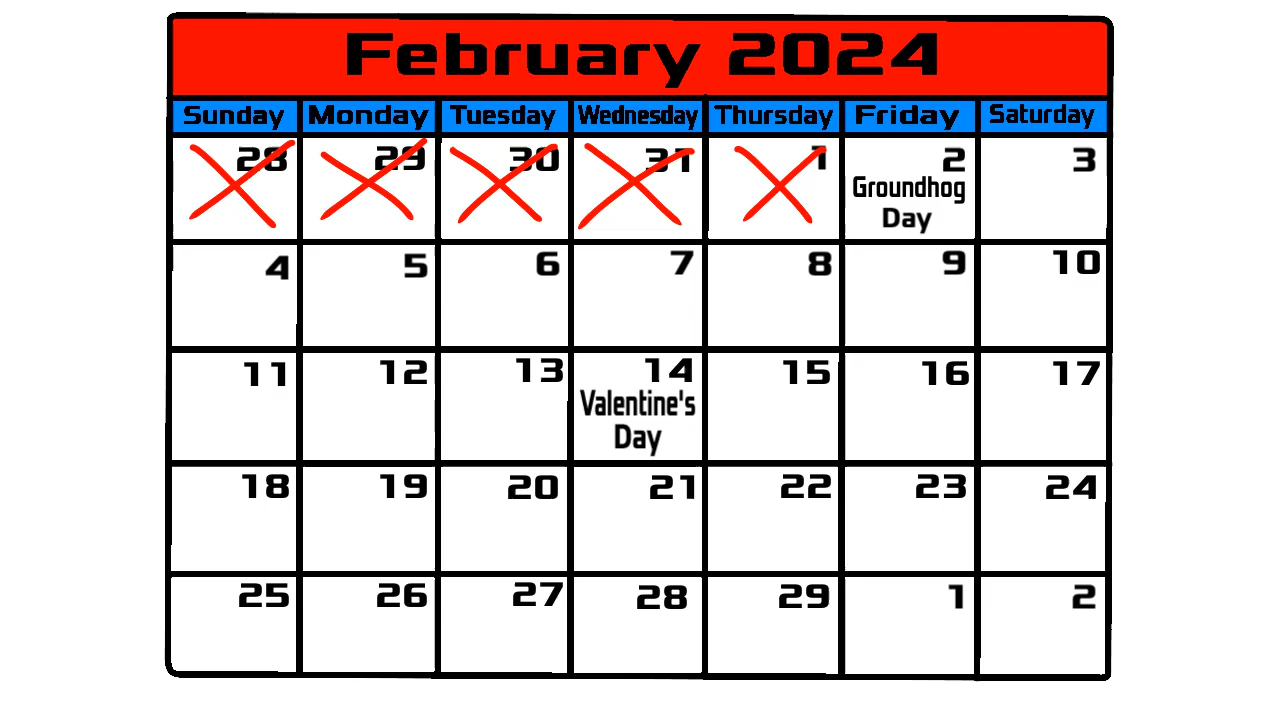 February 2024
Sunday Monday Tuesday Wednesday Thursday Friday Saturday
28 29 30 31 1 2 3
Groundhog
Day
4 5 6 7 8 9 10
11 12 13 14 15 16 17
Valentine's
Day
18 19 20 21 22 23 24
25 26 27 28 29 1 2